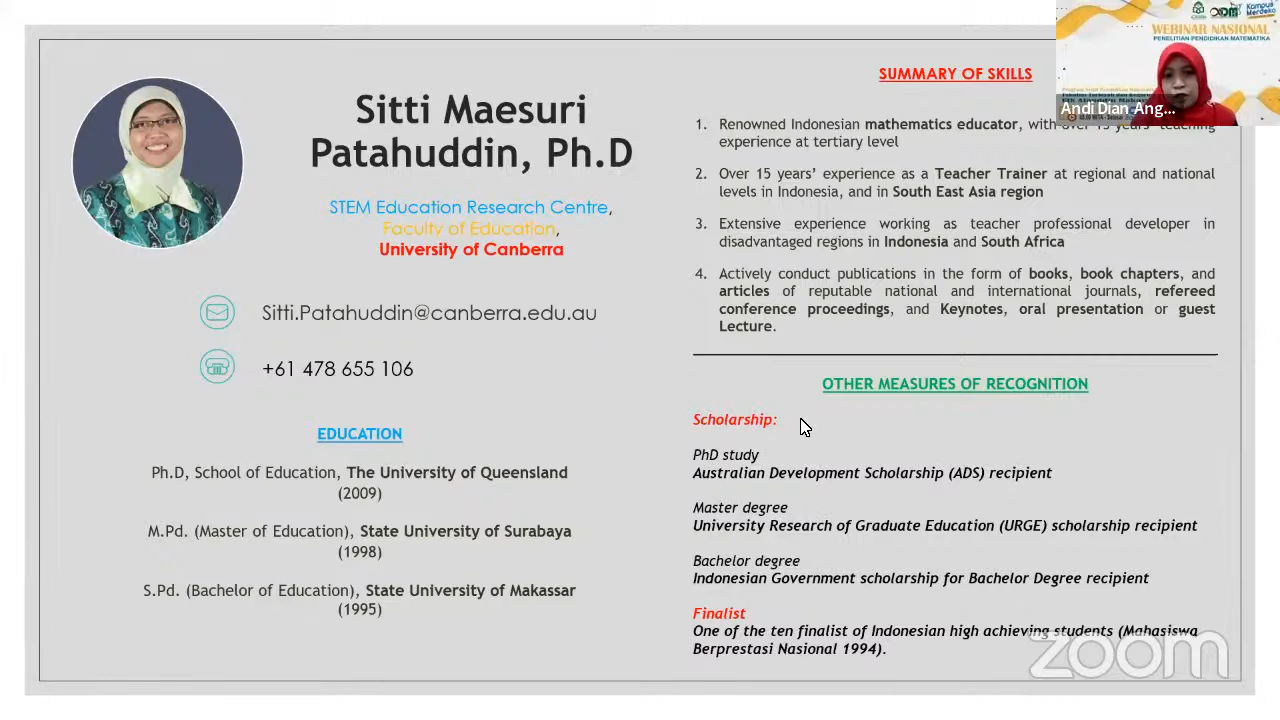 Sitti Maesuri
Patahuddin, Ph.D
STEM Education Research Centre,
Faculty of Education,
University of Canberra
Sitti.Patahuddin@canberra.edu.au
+61 478 655 106
EDUCATION
Ph.D, School of Education, The University of Queensland
(2009)
M.Pd. (Master of Education), State University of Surabaya
(1998)
S.Pd. (Bachelor of Education), State University of Makassar
(1995)
SUMMARY OF SKILLS
1. Renowned Indonesian mathematics educator, with over 15 years' teaching
experience at tertiary level
2. Over 15 years' experience as a Teacher Trainer at regional and national
levels in Indonesia, and in South East Asia region
3. Extensive experience working as teacher professional developer in
disadvantaged regions in Indonesia and South Africa
4. Actively conduct publications in the form of books, book chapters, and
articles of reputable national and international journals, refereed
conference proceedings, and Keynotes, oral presentation or guest
Lecture.
OTHER MEASURES OF RECOGNITION
Scholarship:
PhD study
Australian Development Scholarship (ADS) recipient
Master degree
University Research of Graduate Education (URGE) scholarship recipient
Bachelor degree
Indonesian Government scholarship for Bachelor Degree recipient
Finalist
One of the ten finalist of Indonesian high achieving students (Mahasiswa
Berprestasi Nasional 1994).
zoom
Kampus
Merdeka
WEBINAR NASIONAL
PENELITIAN PENDIDIKAN MATEMATIKA
Andi Dian Ang...